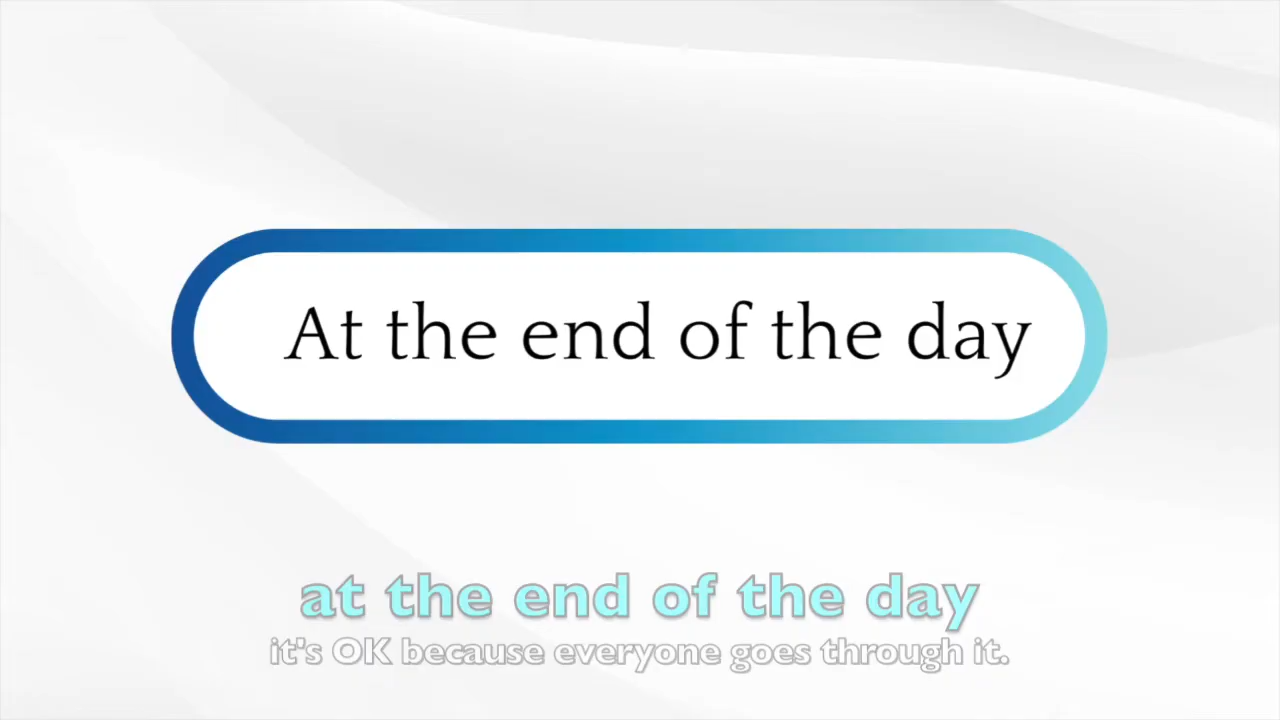 At the end of the day
at the end of the day
it's OK because everyone goes through it.